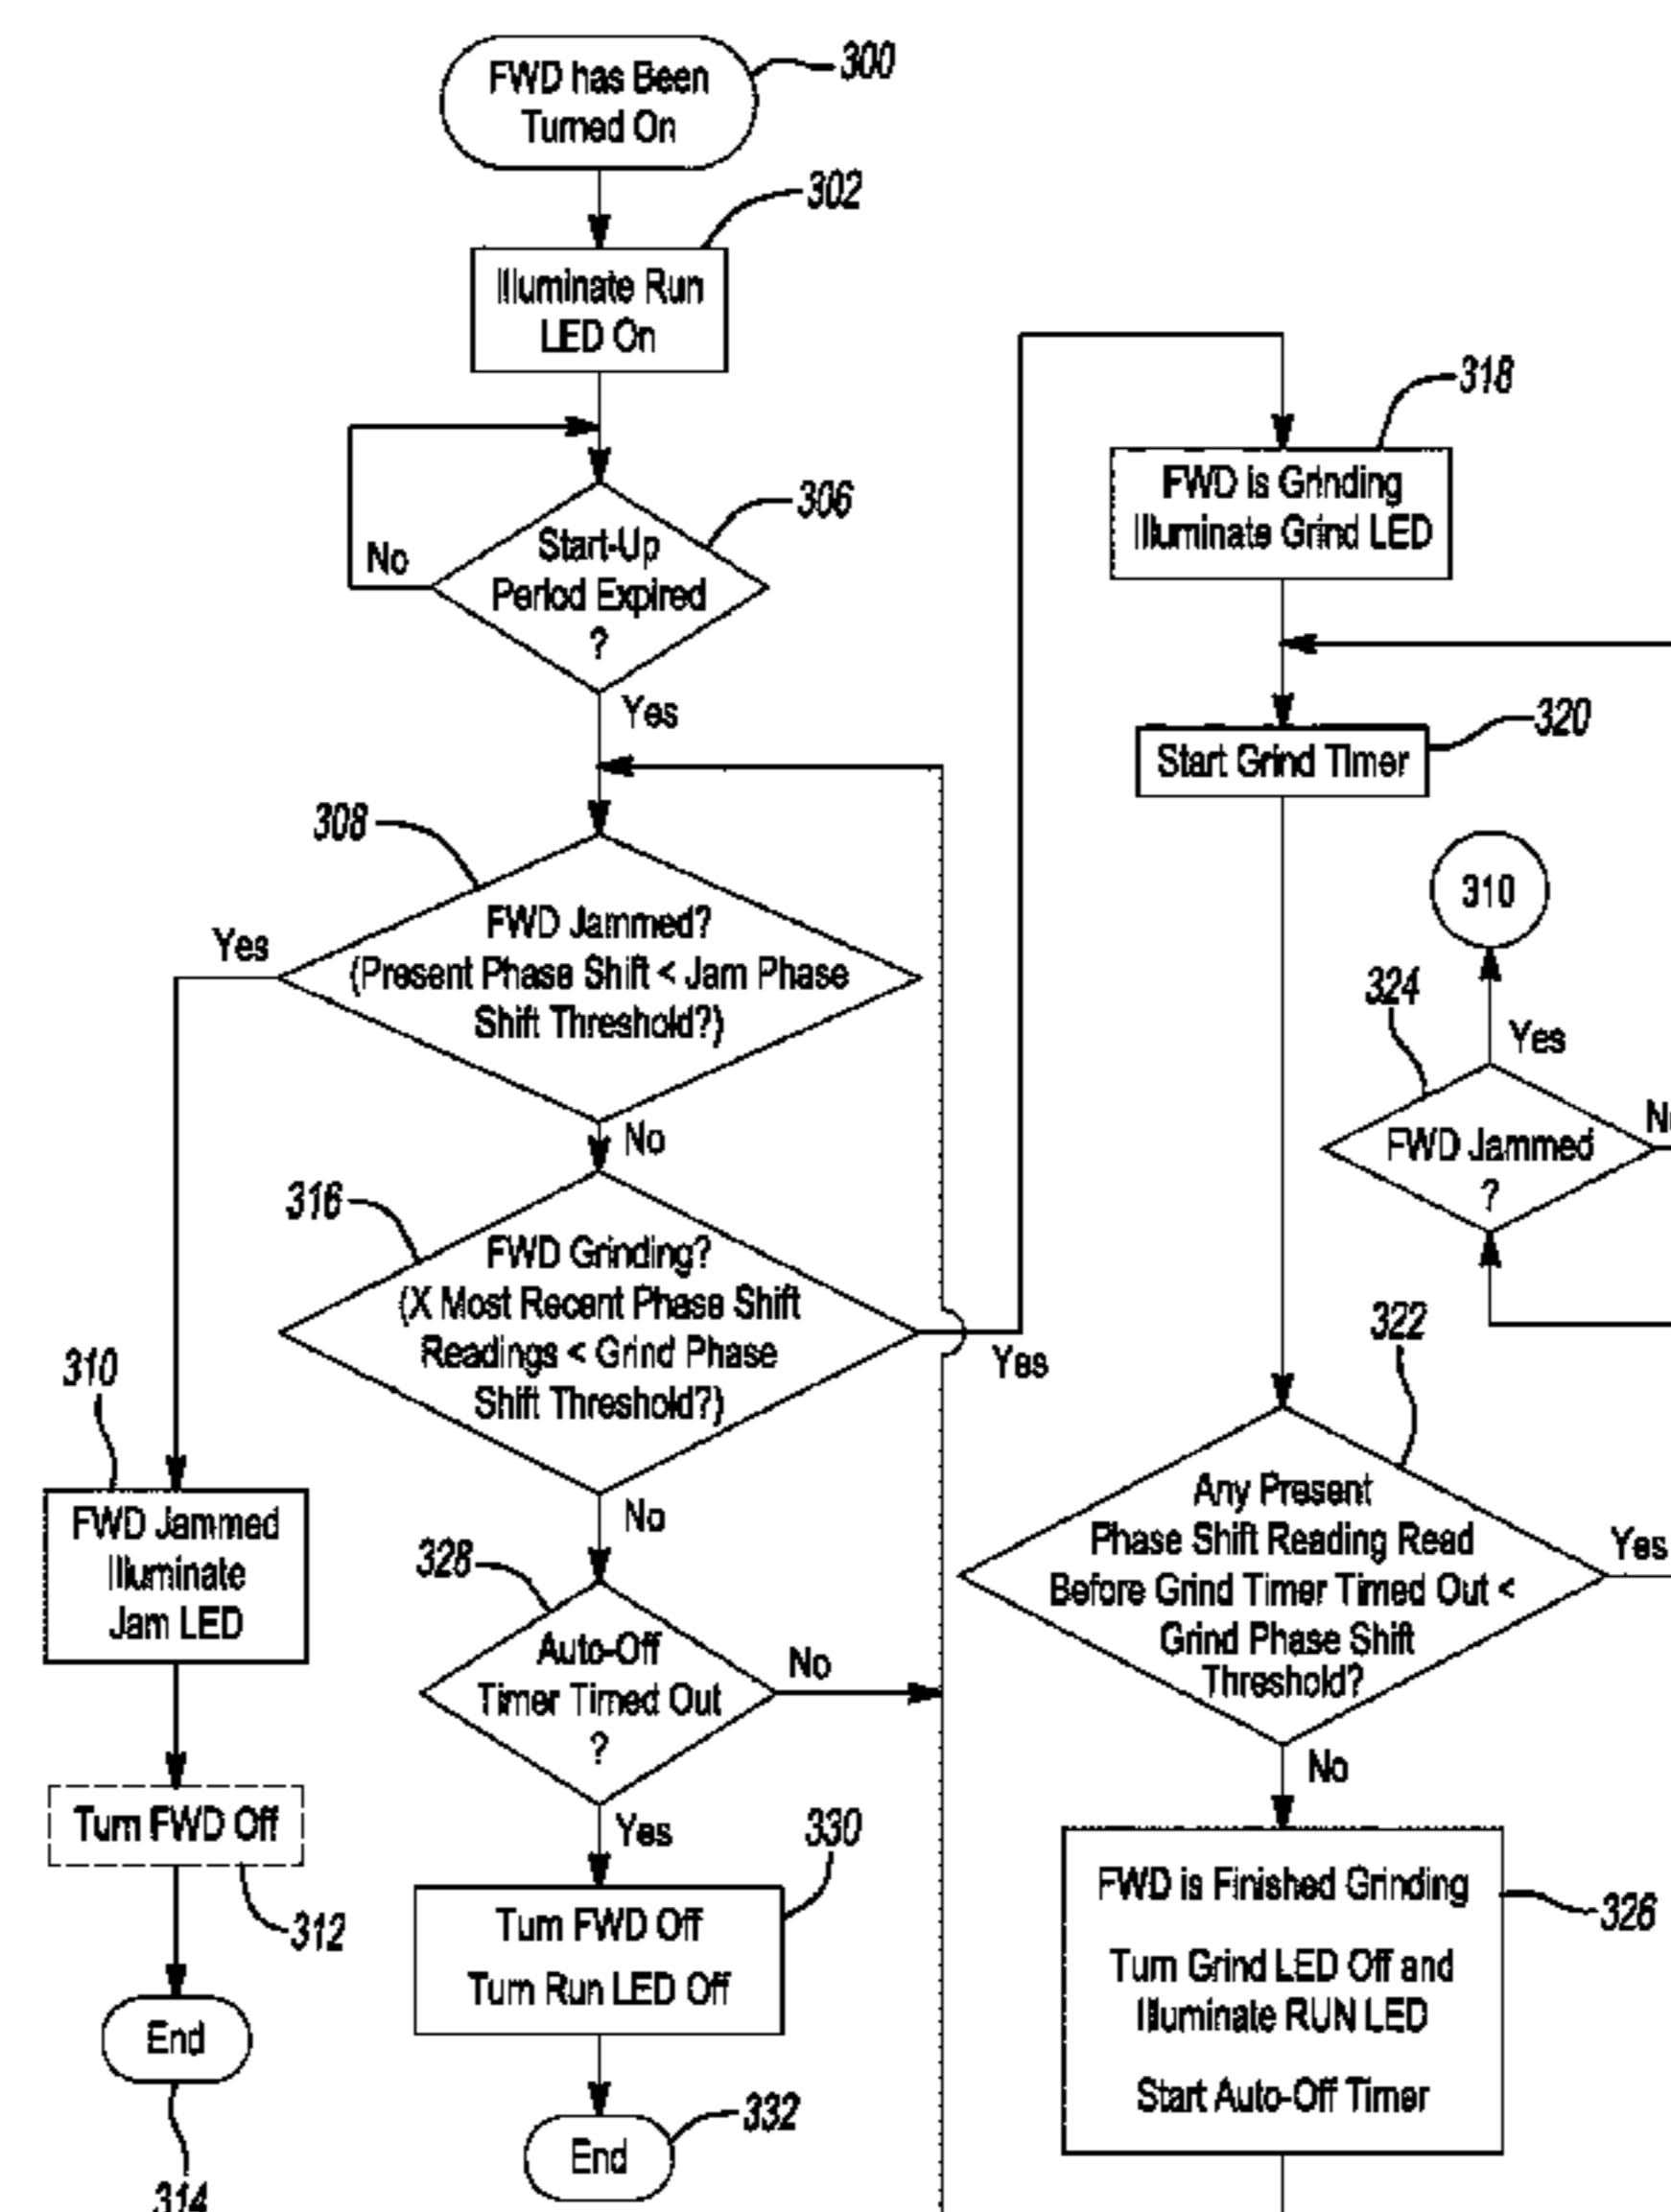 FWD has Been
Turned On
300
302
Illuminate Run
LED On
306
Start-Up
Period Expired
?
No
Yes
308
FWD Jammed?
(Present Phase Shift < Jam Phase
Shift Threshold?)
Yes
No
316
FWD Grinding?
(X Most Recent Phase Shift
Readings < Grind Phase
Shift Threshold?)
Yes
No
310
FWD Jammed
Illuminate
Jam LED
Turn FWD Off
312
End
314
328
Auto-Off
Timer Timed Out
?
No
Yes
330
Turn FWD Off
Turn Run LED Off
End
332
318
FWD is Grinding
Illuminate Grind LED
320
Start Grind Timer
310
324
Yes
FWD Jammed
?
322
Any Present
Phase Shift Reading Read
Before Grind Timer Timed Out <
Grind Phase Shift
Threshold?
Yes
No
FWD is Finished Grinding
Turn Grind LED Off and
Illuminate RUN LED
Start Auto-Off Timer
326